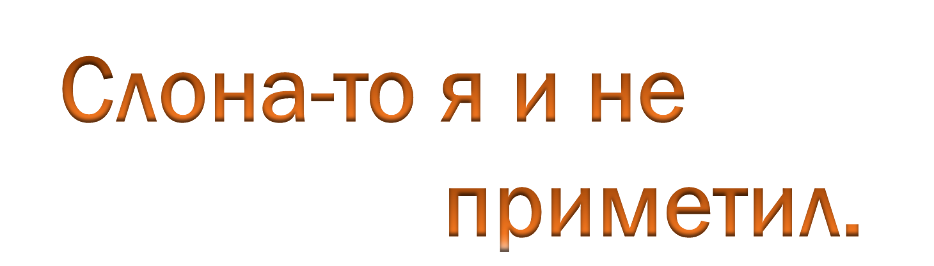 Слона-то я и не
приметил.